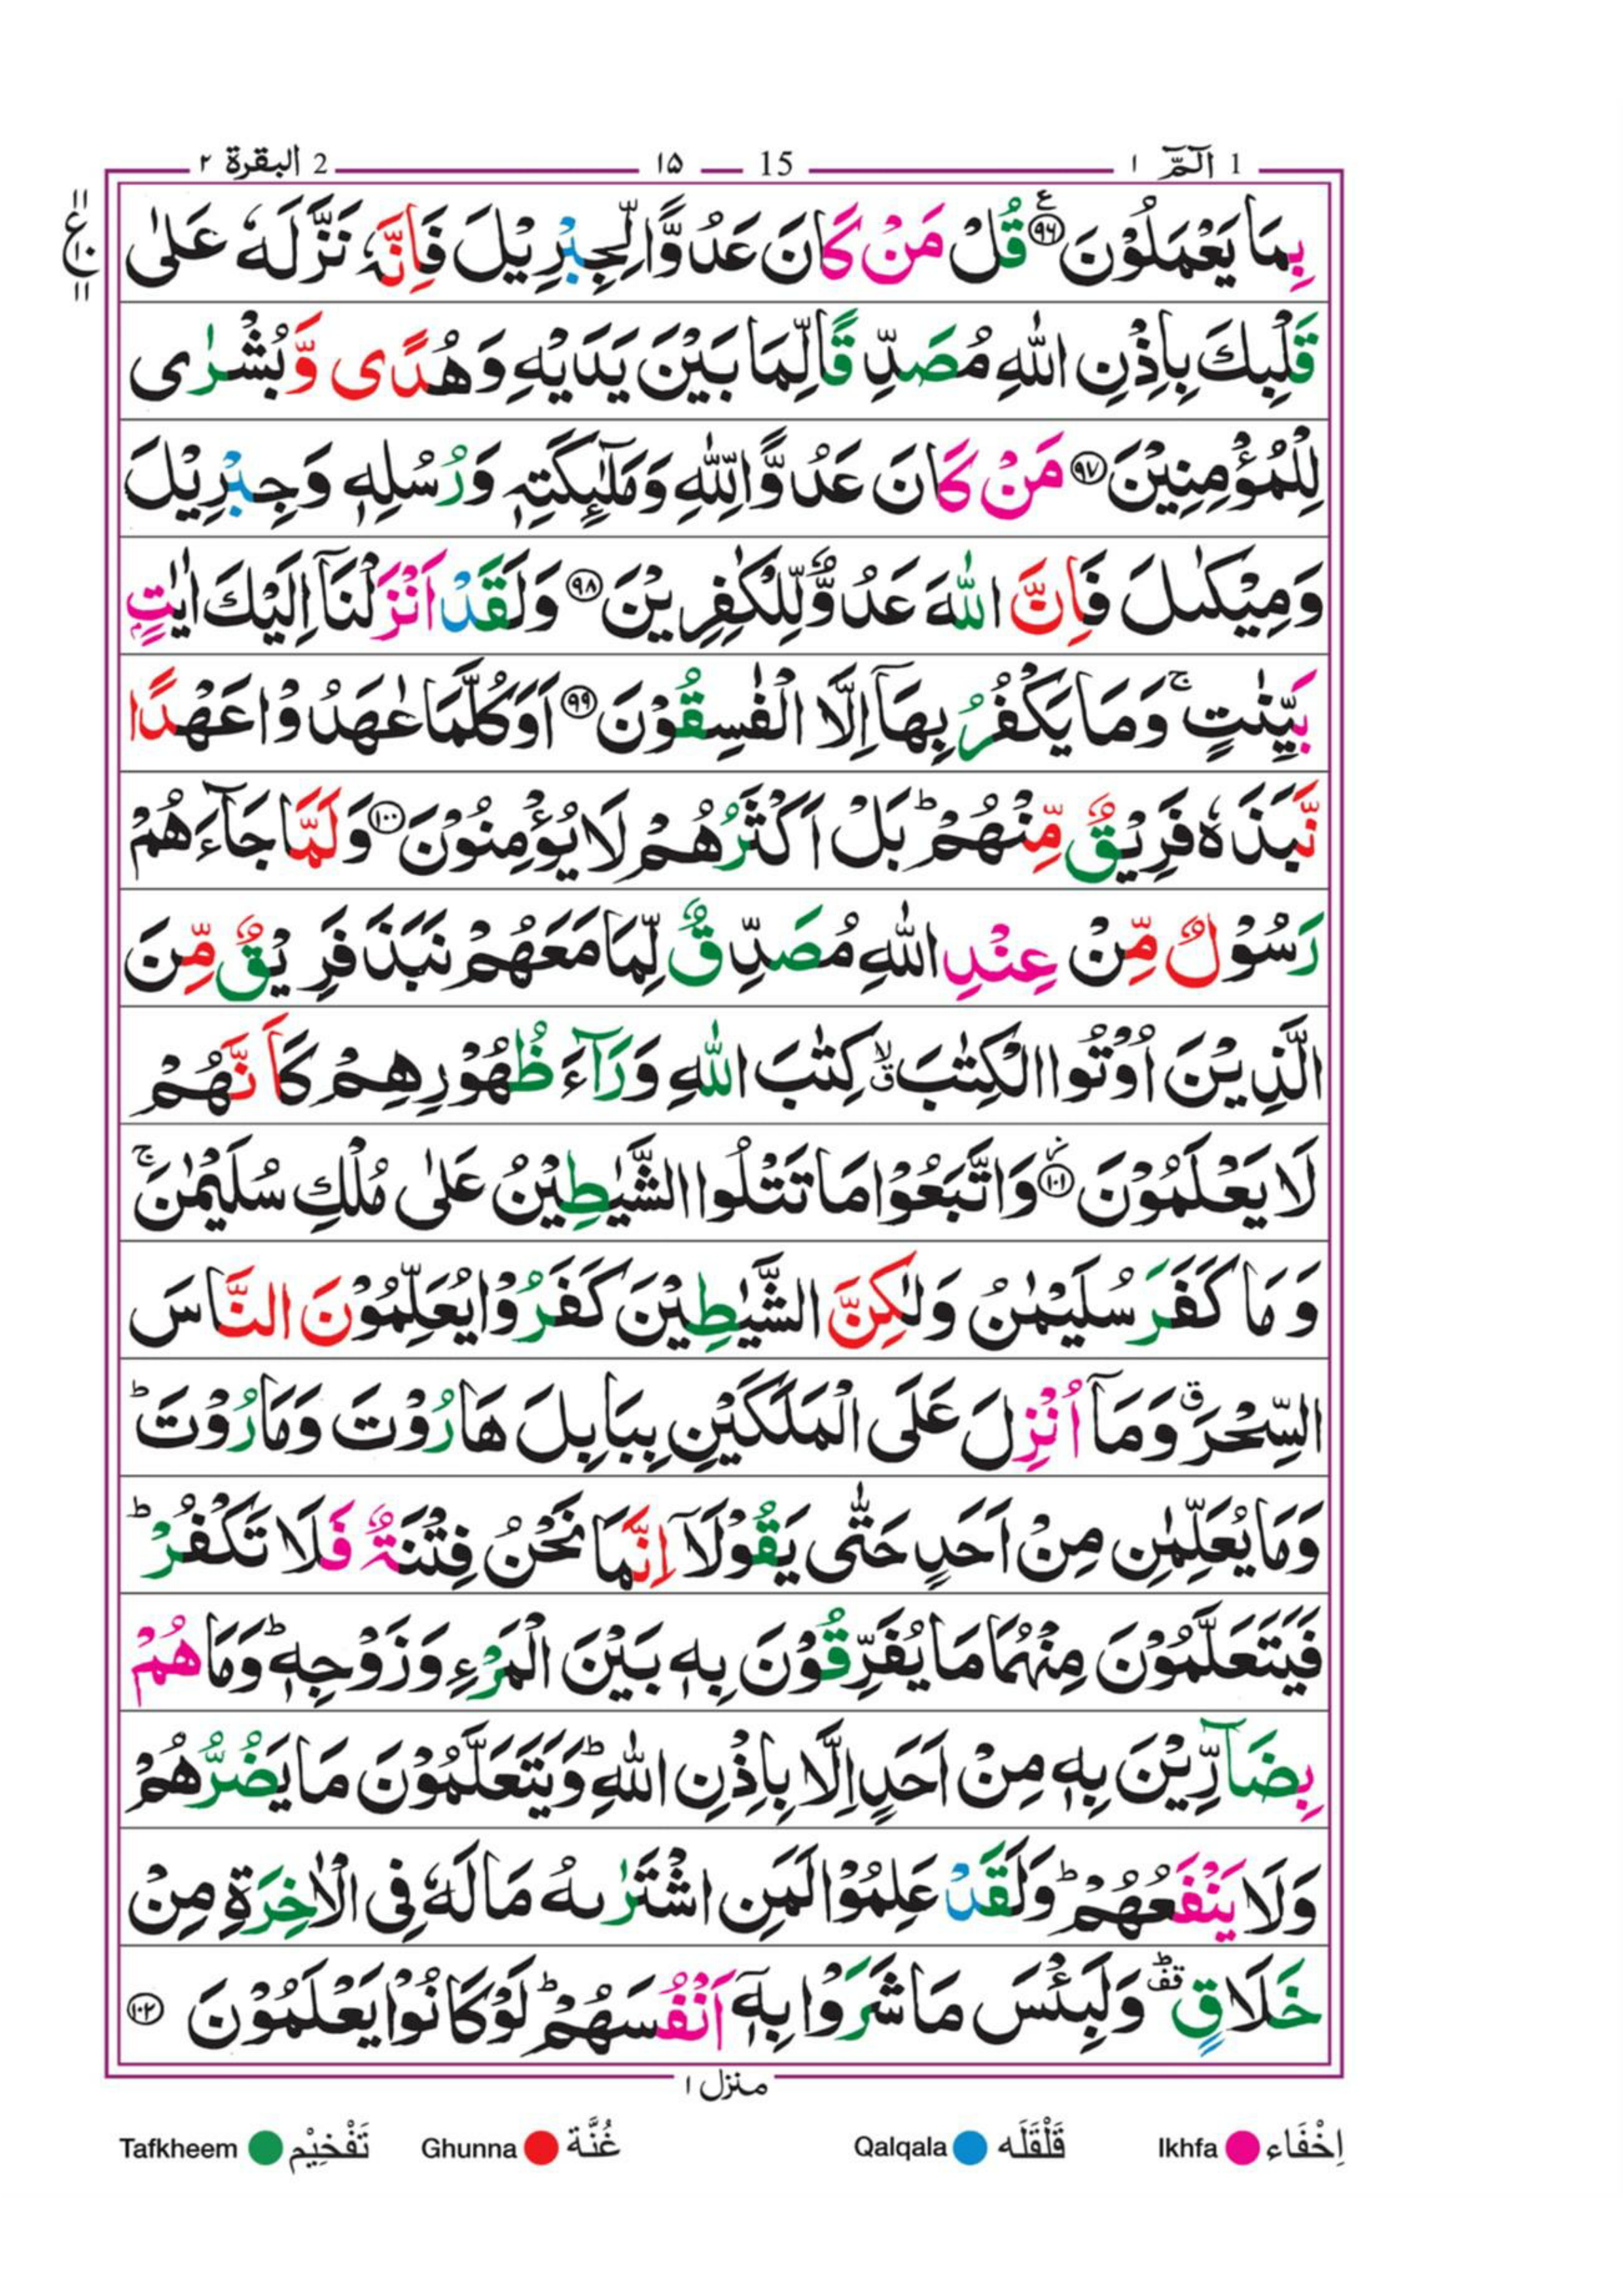 1 الٓمّٓ ١ 15 ١٥ 2 البقرة ٢
بِمَا يَعْمَلُوْنَ ﴿٩٦﴾ ع قُلْ مَنْ كَانَ عَدُوًّا لِّجِبْرِيْلَ فَاِنَّهٗ نَزَّلَهٗ عَلٰى
قَلْبِكَ بِاِذْنِ اللّٰهِ مُصَدِّقًا لِّمَا بَيْنَ يَدَيْهِ وَهُدًى وَّبُشْرٰى
لِلْمُؤْمِنِيْنَ ﴿٩٧﴾ مَنْ كَانَ عَدُوًّا لِّلّٰهِ وَمَلٰٓئِكَتِهٖ وَرُسُلِهٖ وَجِبْرِيْلَ
وَمِيْكٰىلَ فَاِنَّ اللّٰهَ عَدُوٌّ لِّلْكٰفِرِيْنَ ﴿٩٨﴾ وَلَقَدْ اَنْزَلْنَاۤ اِلَيْكَ اٰيٰتٍۭ
بَيِّنٰتٍ ۚ وَمَا يَكْفُرُ بِهَاۤ اِلَّا الْفٰسِقُوْنَ ﴿٩٩﴾ اَوَكُلَّمَا عٰهَدُوْا عَهْدًا
نَّبَذَهٗ فَرِيْقٌ مِّنْهُمْ ؕ بَلْ اَكْثَرُهُمْ لَا يُؤْمِنُوْنَ ﴿١٠٠﴾ وَلَمَّا جَآءَهُمْ
رَسُوْلٌ مِّنْ عِنْدِ اللّٰهِ مُصَدِّقٌ لِّمَا مَعَهُمْ نَبَذَ فَرِيْقٌ مِّنَ
الَّذِيْنَ اُوْتُوا الْكِتٰبَ ۙۗ كِتٰبَ اللّٰهِ وَرَآءَ ظُهُوْرِهِمْ كَاَنَّهُمْ
لَا يَعْلَمُوْنَ ﴿١٠١﴾ وَاتَّبَعُوْا مَا تَتْلُوا الشَّيٰطِيْنُ عَلٰى مُلْكِ سُلَيْمٰنَ ۚ
وَمَا كَفَرَ سُلَيْمٰنُ وَلٰكِنَّ الشَّيٰطِيْنَ كَفَرُوْا يُعَلِّمُوْنَ النَّاسَ
السِّحْرَ ۗ وَمَاۤ اُنْزِلَ عَلَى الْمَلَكَيْنِ بِبَابِلَ هَارُوْتَ وَمَارُوْتَ ؕ
وَمَا يُعَلِّمٰنِ مِنْ اَحَدٍ حَتّٰى يَقُوْلَاۤ اِنَّمَا نَحْنُ فِتْنَةٌ فَلَا تَكْفُرْ ؕ
فَيَتَعَلَّمُوْنَ مِنْهُمَا مَا يُفَرِّقُوْنَ بِهٖ بَيْنَ الْمَرْءِ وَزَوْجِهٖ ؕ وَمَا هُمْ
بِضَآرِّيْنَ بِهٖ مِنْ اَحَدٍ اِلَّا بِاِذْنِ اللّٰهِ ؕ وَيَتَعَلَّمُوْنَ مَا يَضُرُّهُمْ
وَلَا يَنْفَعُهُمْ ؕ وَلَقَدْ عَلِمُوْا لَمَنِ اشْتَرٰىهُ مَا لَهٗ فِى الْاٰخِرَةِ مِنْ
خَلَاقٍ قف ؕ وَلَبِئْسَ مَا شَرَوْا بِهٖۤ اَنْفُسَهُمْ ؕ لَوْ كَانُوْا يَعْلَمُوْنَ ﴿١٠٢﴾
منزل ١
Tafkheem تَفْخِيْم Ghunna غُنَّة Qalqala قَلْقَلَه Ikhfa اِخْفَاء